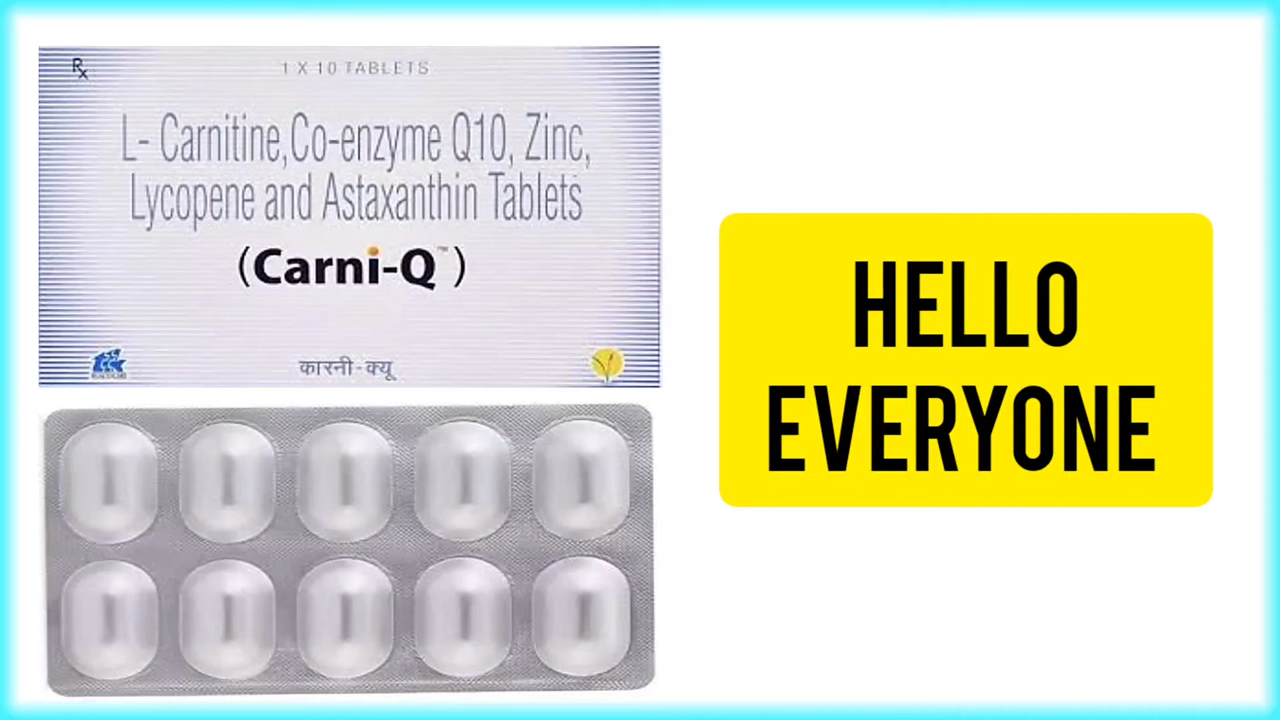 Rx
1 X 10 TABLETS
L- Carnitine,Co-enzyme Q10, Zinc,
Lycopene and Astaxanthin Tablets
(Carni-Q™)
कारनी-क्यू
HELLO
EVERYONE